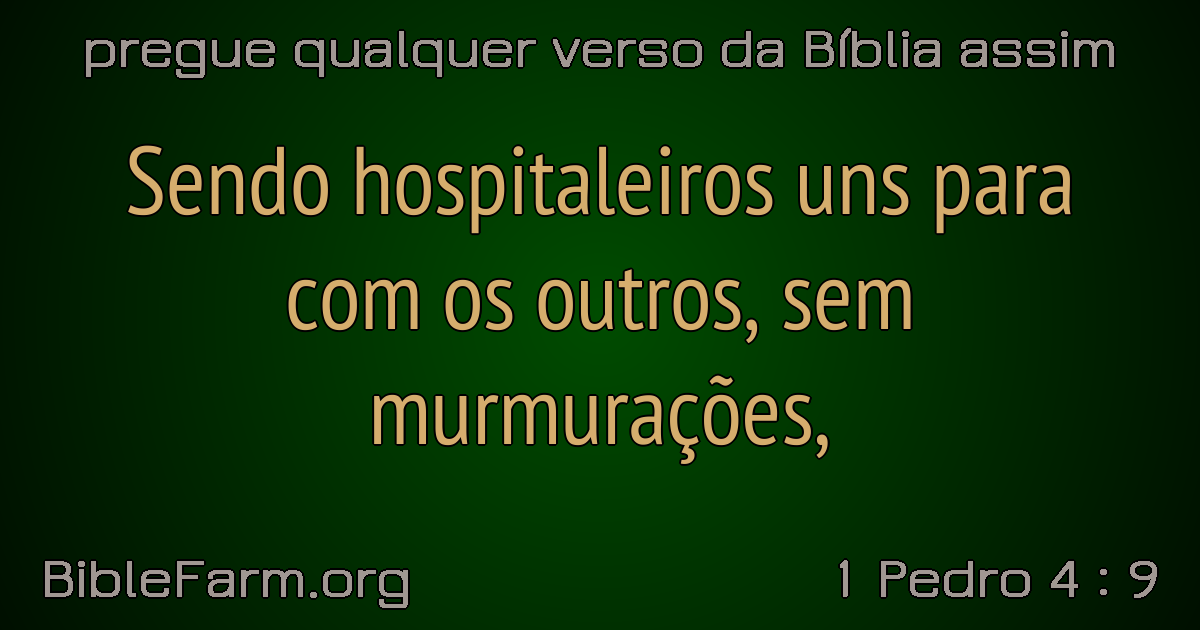 pregue qualquer verso da Bíblia assim
Sendo hospitaleiros uns para
com os outros, sem
murmurações,
BibleFarm.org
1 Pedro 4 : 9